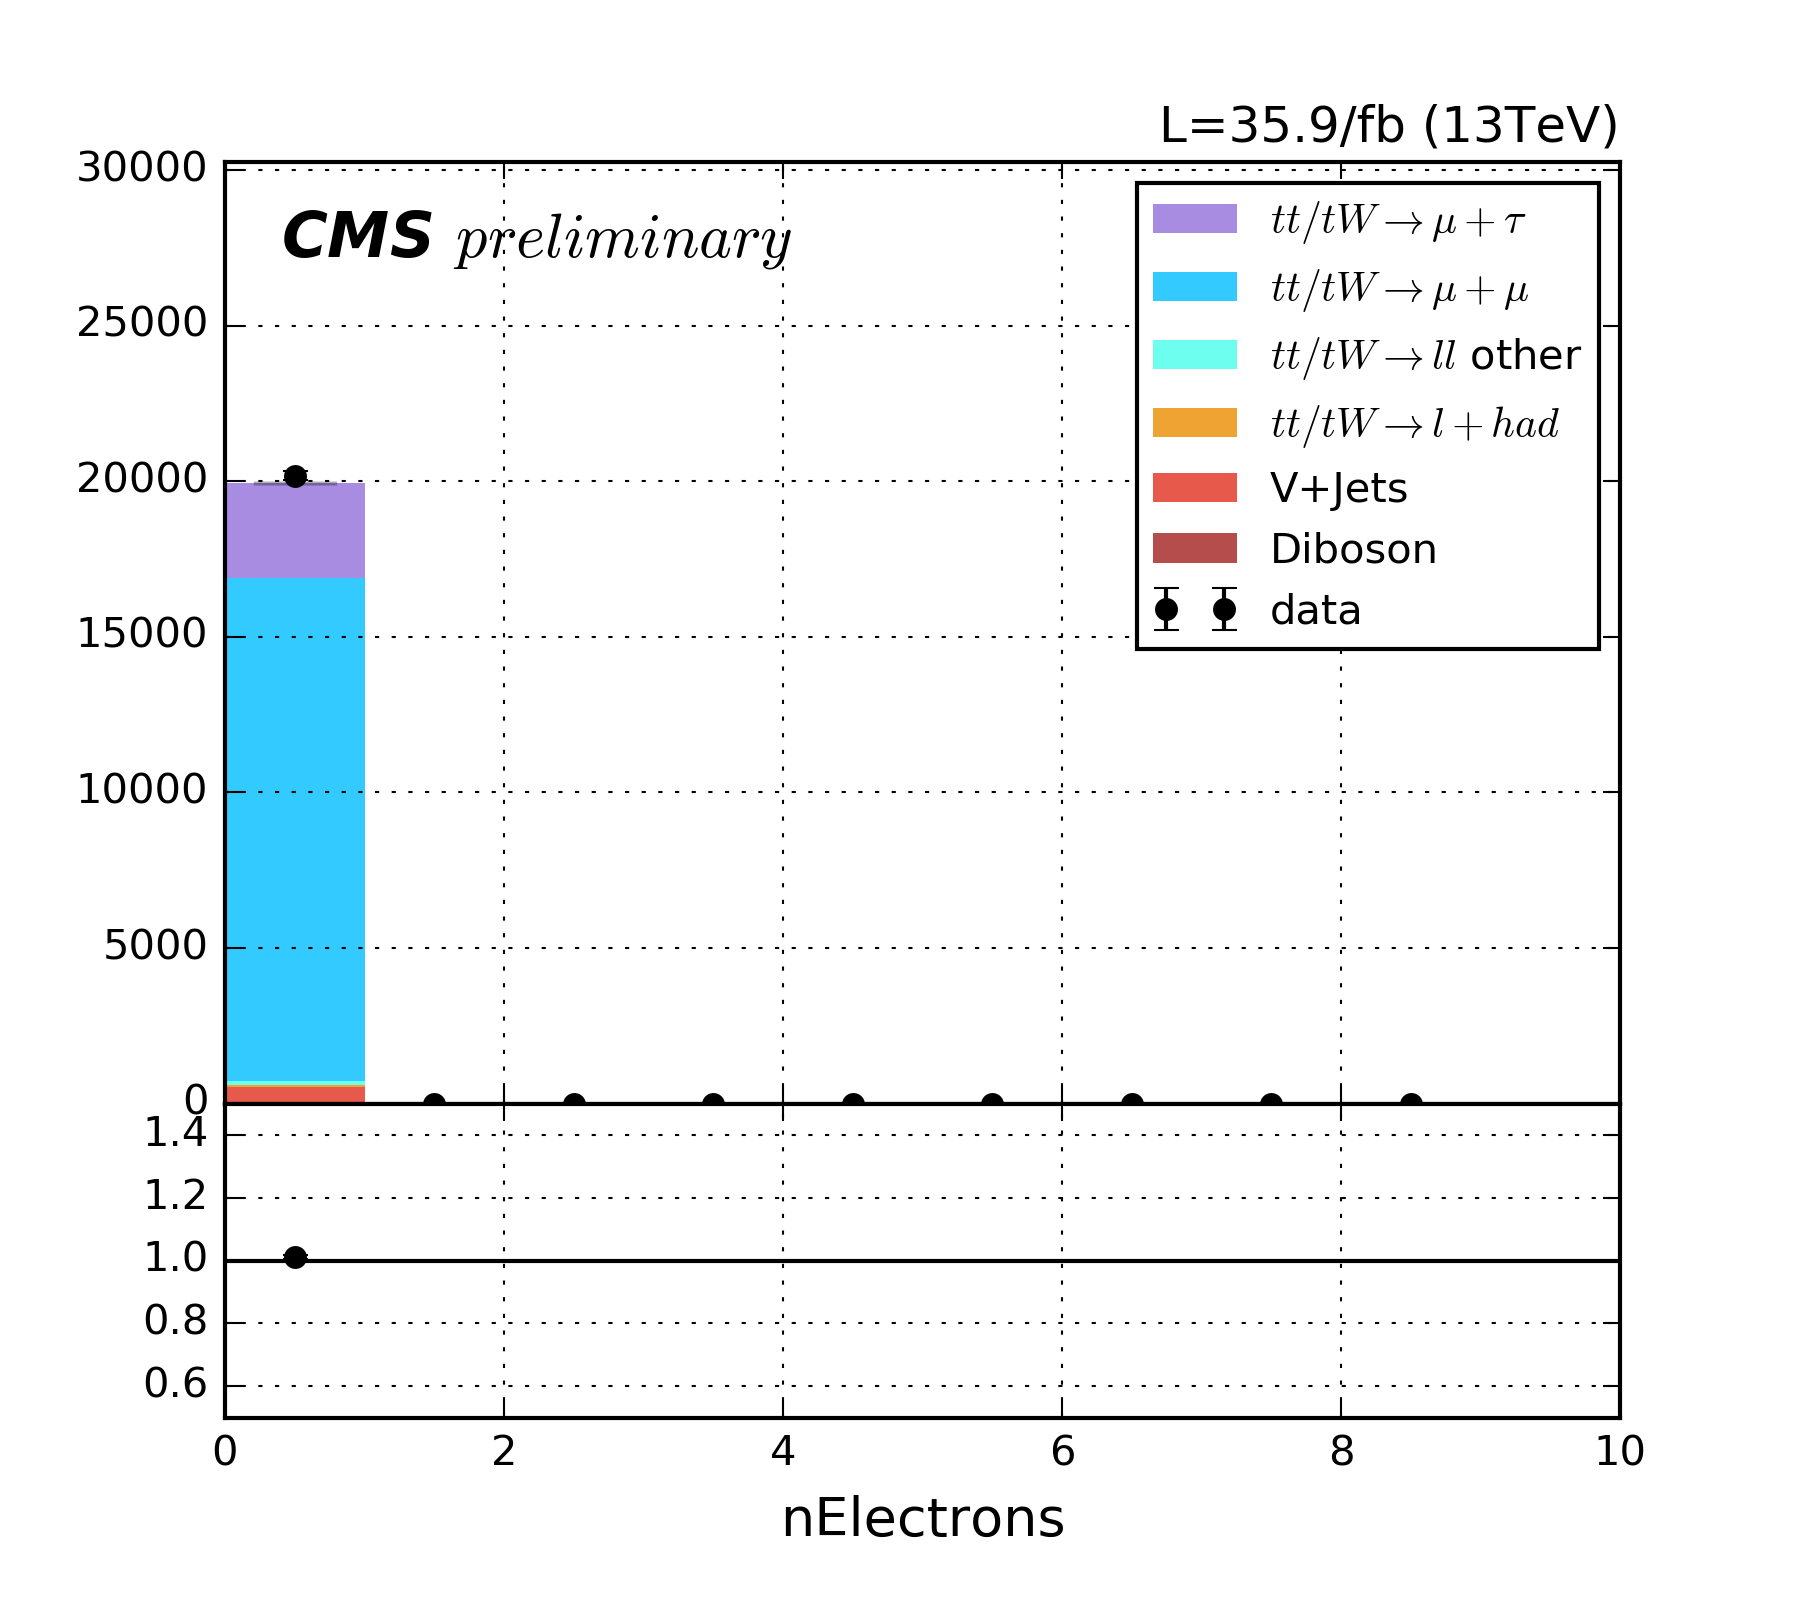 L=35.9/fb (13TeV)
30000
CMS preliminary
25000
20000
15000
10000
5000
0
tt/tW→μ+τ
tt/tW→μ+μ
tt/tW→ll other
tt/tW→l+had
V+Jets
Diboson
data
1.4
1.2
1.0
0.8
0.6
0 2 4 6 8 10
nElectrons